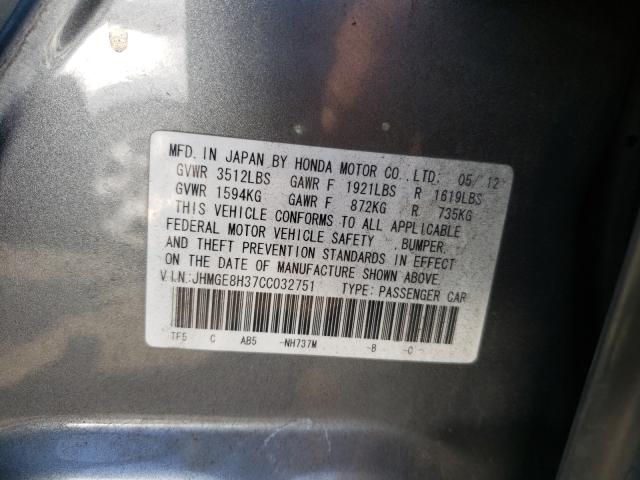 MFD. IN JAPAN BY HONDA MOTOR CO., LTD. 05/12
GVWR 3512LBS GAWR F 1921LBS R 1619LBS
GVWR 1594KG GAWR F 872KG R 735KG
THIS VEHICLE CONFORMS TO ALL APPLICABLE
FEDERAL MOTOR VEHICLE SAFETY , BUMPER,
AND THEFT PREVENTION STANDARDS IN EFFECT
ON THE DATE OF MANUFACTURE SHOWN ABOVE.
V.I.N.:JHMGE8H37CC032751 TYPE: PASSENGER CAR
TF5 C AB5 -NH737M -B -C-